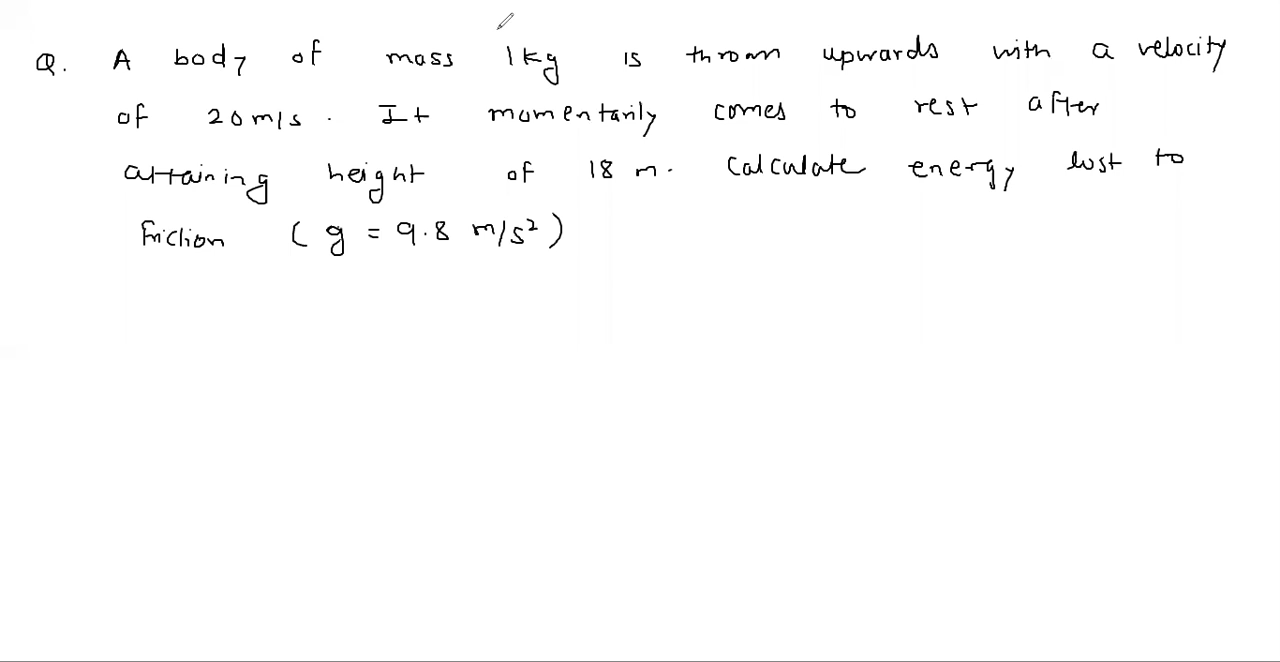 Q. A body of mass 1kg is thrown upwards with a velocity
of 20m/s. It momentarily comes to rest after
attaining height of 18 m. Calculate energy lost to
friction ( g = 9.8 m/s²)